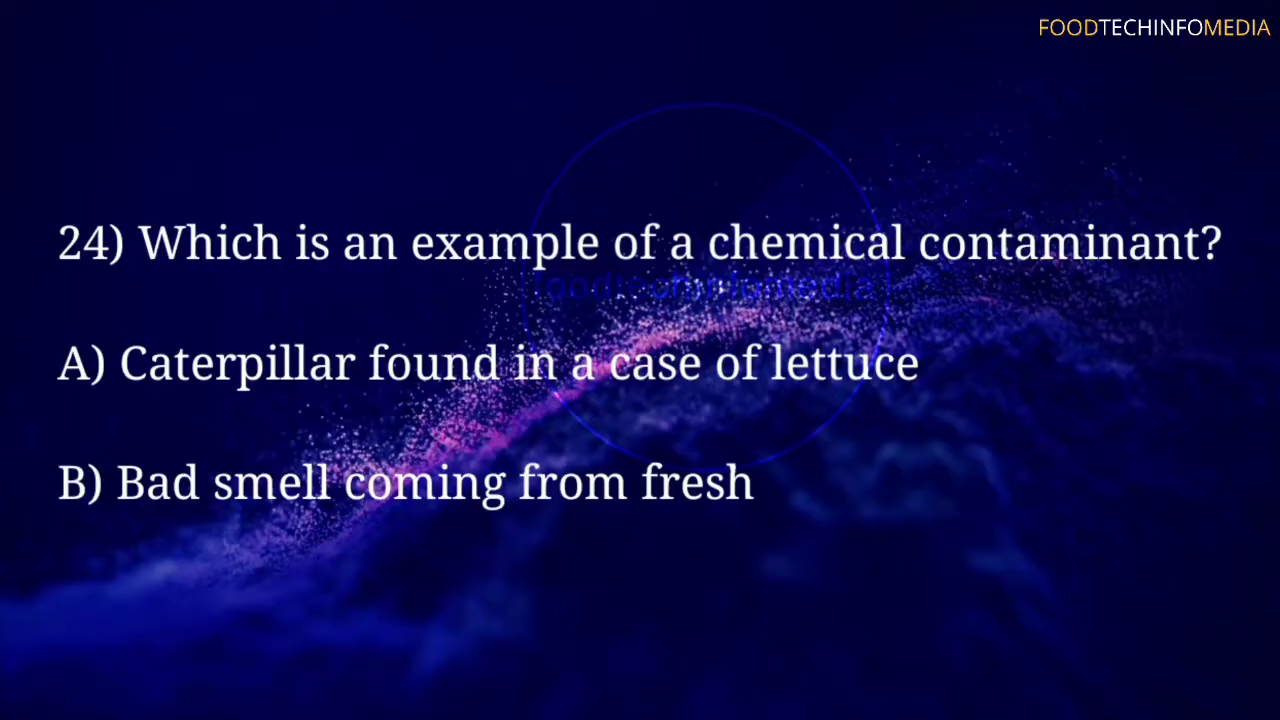 FOODTECHINFOMEDIA
24) Which is an example of a chemical contaminant?
foodtechinfomedia
A) Caterpillar found in a case of lettuce
B) Bad smell coming from fresh